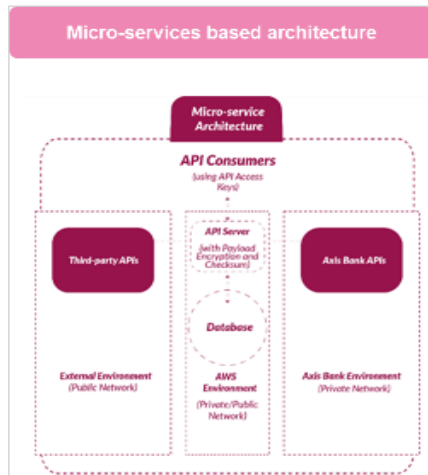 Micro-services based architecture
Micro-service
Architecture
API Consumers
(using API Access
Keys)
API Server
(with Payload
Encryption and
Checksum)
Third-party APIs
Axis Bank APIs
Database
External Environment
(Public Network)
AWS
Environment
(Private/Public
Network)
Axis Bank Environment
(Private Network)